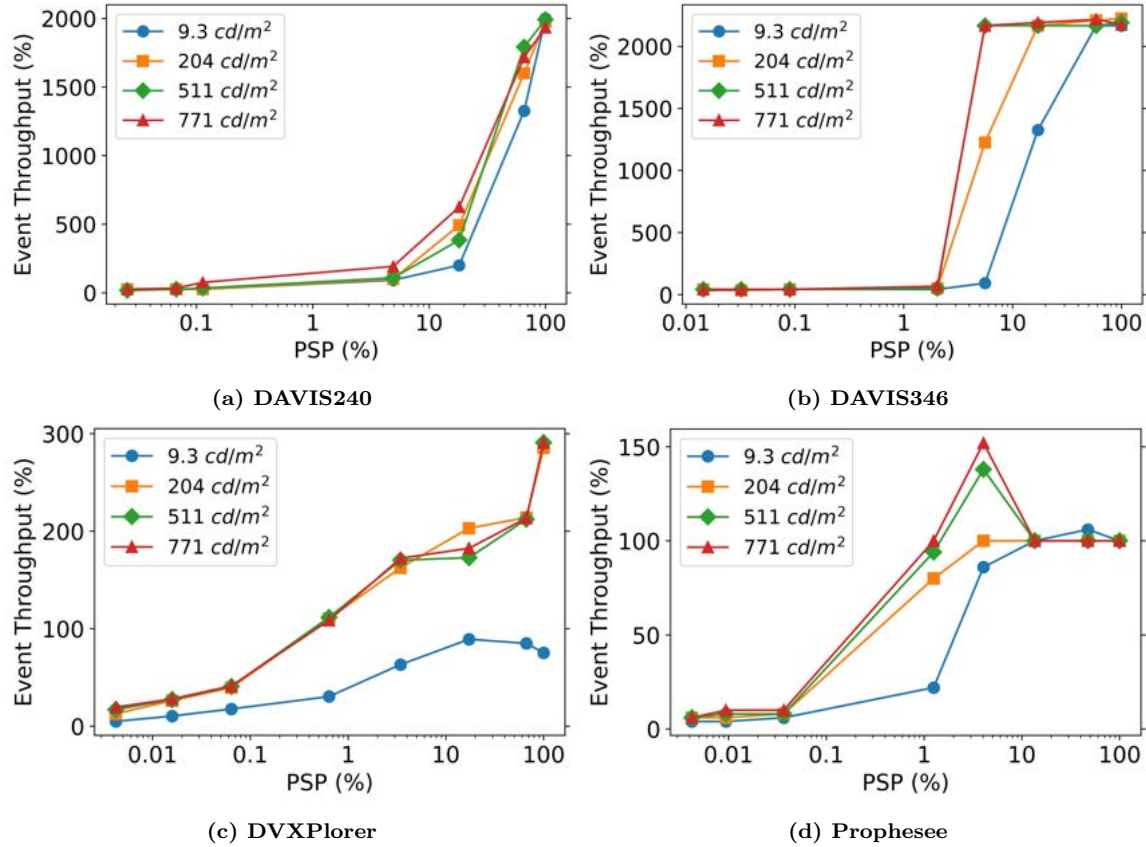 2000
1500
1000
500
0
Event Throughput (%)
9.3 cd/m²
204 cd/m²
511 cd/m²
771 cd/m²
0.1 1 10 100
PSP (%)
(a) DAVIS240
2000
1500
1000
500
0
Event Throughput (%)
9.3 cd/m²
204 cd/m²
511 cd/m²
771 cd/m²
0.01 0.1 1 10 100
PSP (%)
(b) DAVIS346
300
200
100
0
Event Throughput (%)
9.3 cd/m²
204 cd/m²
511 cd/m²
771 cd/m²
0.01 0.1 1 10 100
PSP (%)
(c) DVXPlorer
150
100
50
0
Event Throughput (%)
9.3 cd/m²
204 cd/m²
511 cd/m²
771 cd/m²
0.01 0.1 1 10 100
PSP (%)
(d) Prophesee